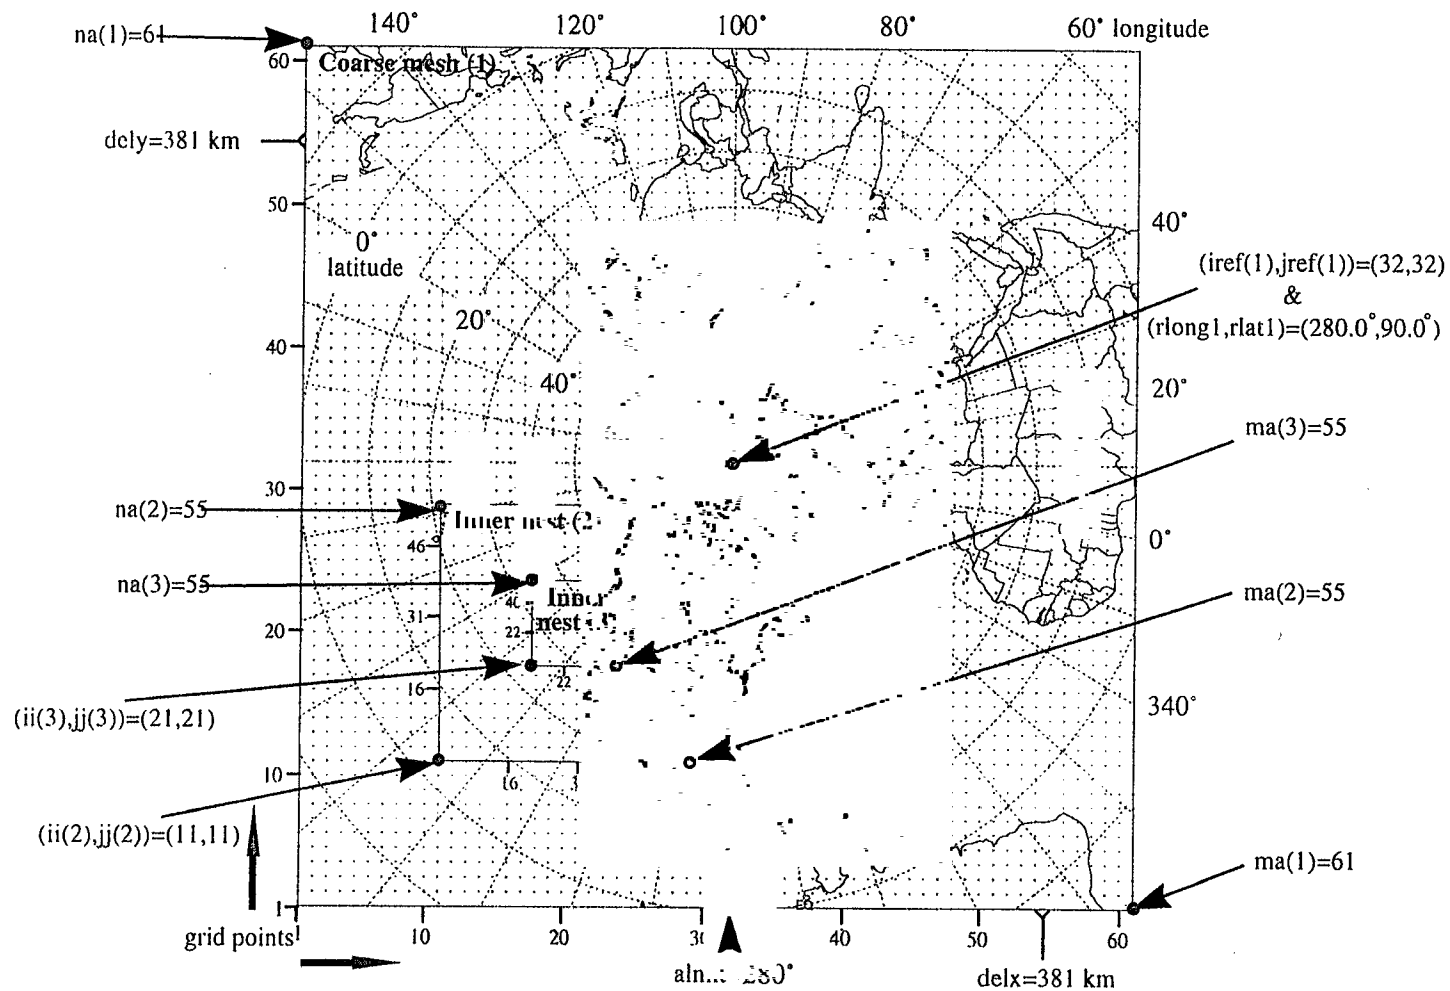 140° 120° 100° 80° 60° longitude
na(1)=61
60
Coarse mesh (1)
dely=381 km
50
0°
latitude
40°
(iref(1),jref(1))=(32,32)
&
(rlong1,rlat1)=(280.0°,90.0°)
20°
40
40°
20°
ma(3)=55
30
na(2)=55
Inner nest (2
46
0°
na(3)=55
Inner
nest
ma(2)=55
31
22
20
22
16
(ii(3),jj(3))=(21,21)
340°
10
16
(ii(2),jj(2))=(11,11)
ma(1)=61
1
grid points
10 20 40 50 60
EQ
280°
delx=381 km